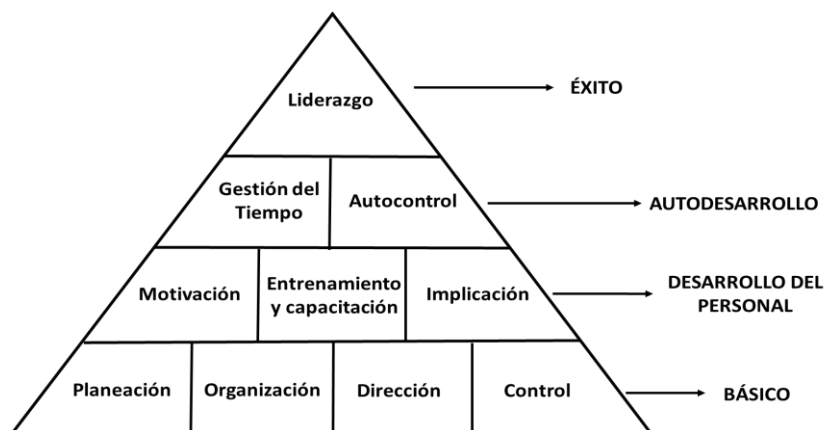 Liderazgo
ÉXITO
Gestión del
Tiempo
Autocontrol
AUTODESARROLLO
Motivación
Entrenamiento
y capacitación
Implicación
DESARROLLO DEL
PERSONAL
Planeación
Organización
Dirección
Control
BÁSICO